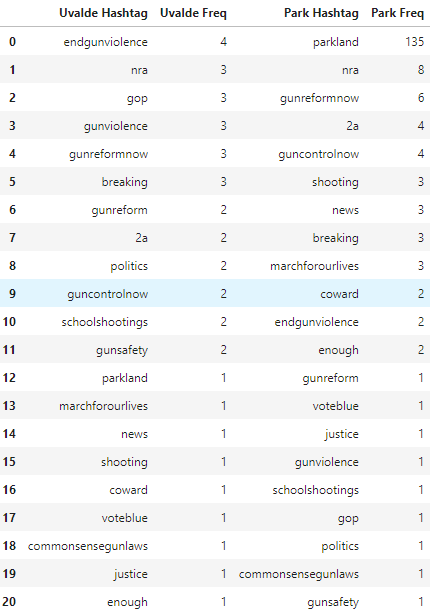 Uvalde Hashtag Uvalde Freq Park Hashtag Park Freq
0 endgunviolence 4 parkland 135
1 nra 3 nra 8
2 gop 3 gunreformnow 6
3 gunviolence 3 2a 4
4 gunreformnow 3 guncontrolnow 4
5 breaking 3 shooting 3
6 gunreform 2 news 3
7 2a 2 breaking 3
8 politics 2 marchforourlives 3
9 guncontrolnow 2 coward 2
10 schoolshootings 2 endgunviolence 2
11 gunsafety 2 enough 2
12 parkland 1 gunreform 1
13 marchforourlives 1 voteblue 1
14 news 1 justice 1
15 shooting 1 gunviolence 1
16 coward 1 schoolshootings 1
17 voteblue 1 gop 1
18 commonsensegunlaws 1 politics 1
19 justice 1 commonsensegunlaws 1
20 enough 1 gunsafety 1